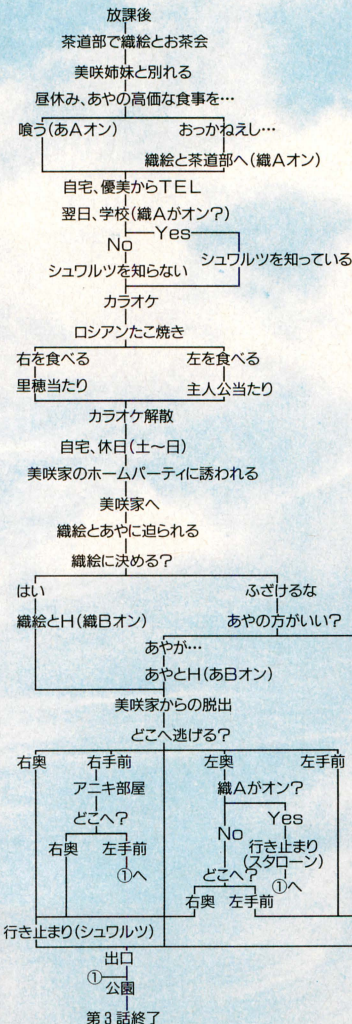 放課後
茶道部で織絵とお茶会
美咲姉妹と別れる
昼休み、あやの高価な食事を…
喰う(あAオン)
おっかねえし…
織絵と茶道部へ(織Aオン)
自宅、優美からTEL
翌日、学校(織Aがオン?)
Yes
No
シュワルツを知っている
シュワルツを知らない
カラオケ
ロシアンたこ焼き
右を食べる
左を食べる
里穂当たり
主人公当たり
カラオケ解散
自宅、休日(土~日)
美咲家のホームパーティに誘われる
美咲家へ
織絵とあやに迫られる
織絵に決める?
はい
ふざけるな
織絵とH(織Bオン)
あやの方がいい?
あやが…
あやとH(あBオン)
美咲家からの脱出
どこへ逃げる?
右奥
右手前
左奥
左手前
アニキ部屋
織Aがオン?
どこへ?
Yes
No
右奥
左手前
行き止まり
(スタローン)
①へ
①へ
どこへ?
右奥
左手前
行き止まり(シュワルツ)
出口
①
公園
第3話終了